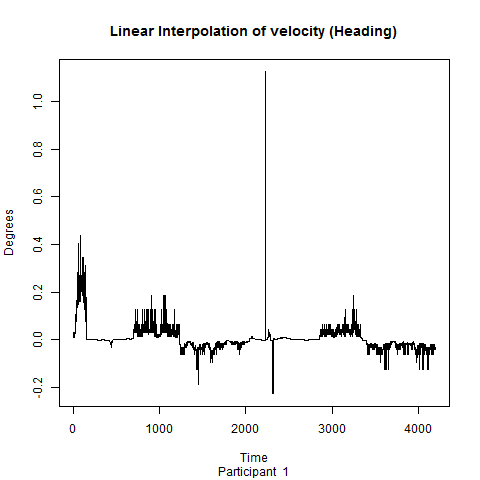 Linear Interpolation of velocity (Heading)
Degrees
1.0
0.8
0.6
0.4
0.2
0.0
-0.2
0 1000 2000 3000 4000
Time
Participant 1